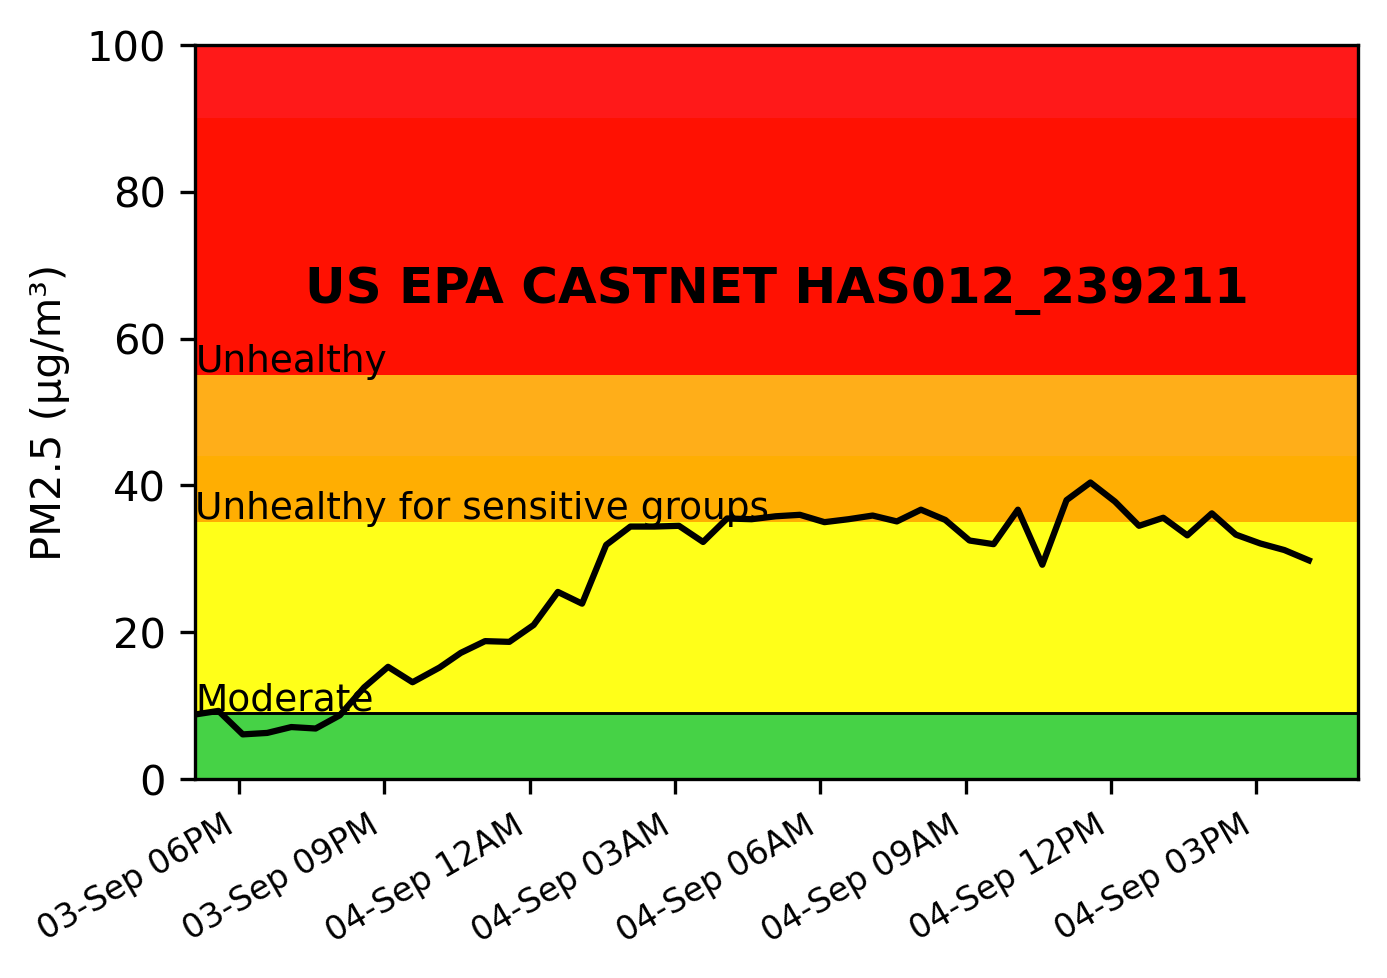 100
80
60
40
20
0
PM2.5 (µg/m³)
US EPA CASTNET HAS012_239211
Unhealthy
Unhealthy for sensitive groups
Moderate
03-Sep 06PM
03-Sep 09PM
04-Sep 12AM
04-Sep 03AM
04-Sep 06AM
04-Sep 09AM
04-Sep 12PM
04-Sep 03PM